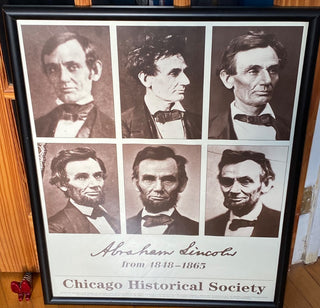 Abraham Lincoln
from 1848-1865
Chicago Historical Society